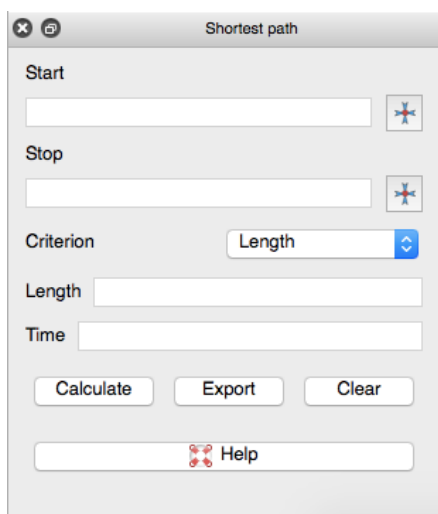 Shortest path
Start
Stop
Criterion Length
Length
Time
Calculate Export Clear
Help